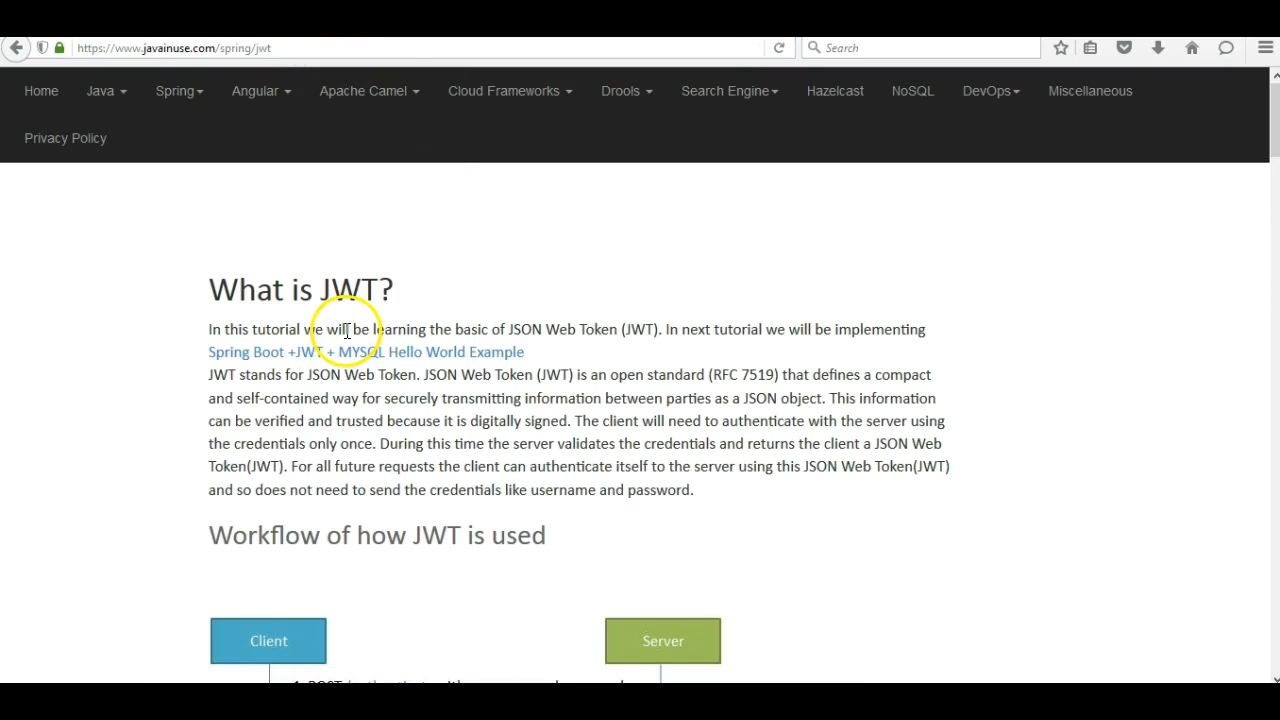 https://www.javainuse.com/spring/jwt
Search
Home Java Spring Angular Apache Camel Cloud Frameworks Drools Search Engine Hazelcast NoSQL DevOps Miscellaneous
Privacy Policy
What is JWT?
In this tutorial we will be learning the basic of JSON Web Token (JWT). In next tutorial we will be implementing
Spring Boot +JWT + MYSQL Hello World Example
JWT stands for JSON Web Token. JSON Web Token (JWT) is an open standard (RFC 7519) that defines a compact
and self-contained way for securely transmitting information between parties as a JSON object. This information
can be verified and trusted because it is digitally signed. The client will need to authenticate with the server using
the credentials only once. During this time the server validates the credentials and returns the client a JSON Web
Token(JWT). For all future requests the client can authenticate itself to the server using this JSON Web Token(JWT)
and so does not need to send the credentials like username and password.
Workflow of how JWT is used
Client Server